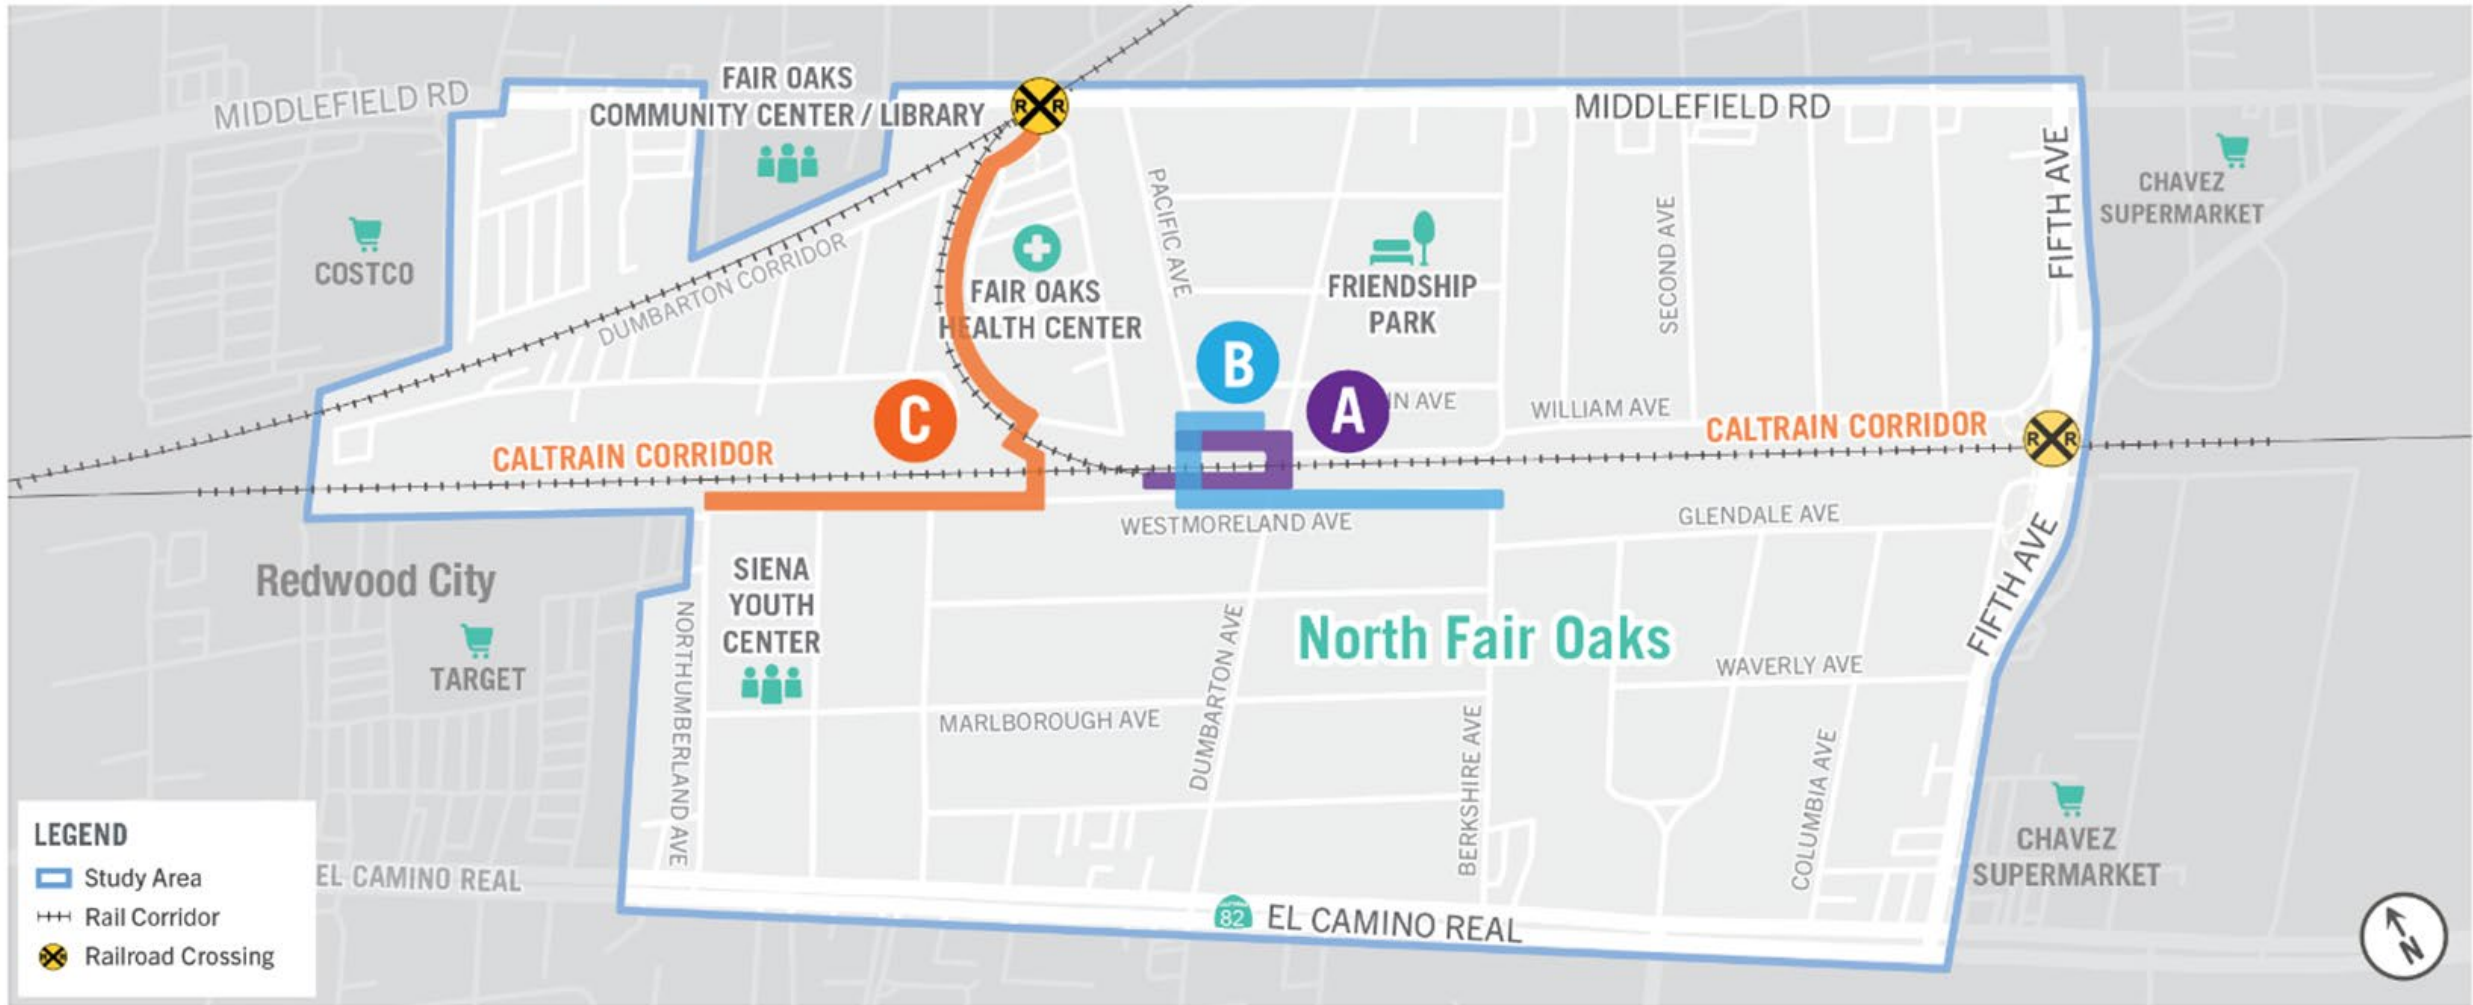 MIDDLEFIELD RD
FAIR OAKS
COMMUNITY CENTER / LIBRARY
R R
MIDDLEFIELD RD
FIFTH AVE
CHAVEZ
SUPERMARKET
COSTCO
DUMBARTON CORRIDOR
FAIR OAKS
HEALTH CENTER
PACIFIC AVE
FRIENDSHIP
PARK
SECOND AVE
B
A
C
IN AVE
WILLIAM AVE
CALTRAIN CORRIDOR
CALTRAIN CORRIDOR
R R
WESTMORELAND AVE
GLENDALE AVE
FIFTH AVE
Redwood City
SIENA
YOUTH
CENTER
North Fair Oaks
TARGET
NORTHUMBERLAND AVE
MARLBOROUGH AVE
DUMBARTON AVE
BERKSHIRE AVE
WAVERLY AVE
COLUMBIA AVE
CHAVEZ
SUPERMARKET
EL CAMINO REAL
82
EL CAMINO REAL
LEGEND
Study Area
Rail Corridor
Railroad Crossing
N